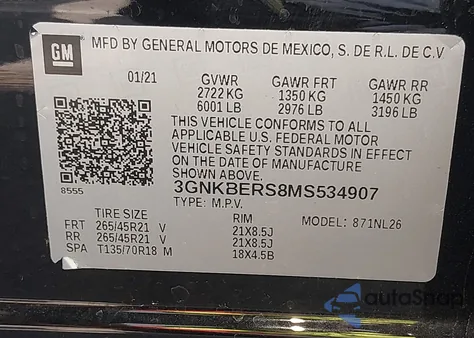 GM
MFD BY GENERAL MOTORS DE MEXICO, S. DE R.L. DE C.V
01/21 GVWR GAWR FRT GAWR RR
2722 KG 1350 KG 1450 KG
6001 LB 2976 LB 3196 LB
THIS VEHICLE CONFORMS TO ALL
APPLICABLE U.S. FEDERAL MOTOR
VEHICLE SAFETY STANDARDS IN EFFECT
ON THE DATE OF MANUFACTURE
SHOWN ABOVE.
8555
3GNKBERS8MS534907
TYPE: M.P.V.
TIRE SIZE RIM MODEL: 871NL26
FRT 265/45R21 V 21X8.5J
RR 265/45R21 V 21X8.5J
SPA T135/70R18 M 18X4.5B
autoSnap